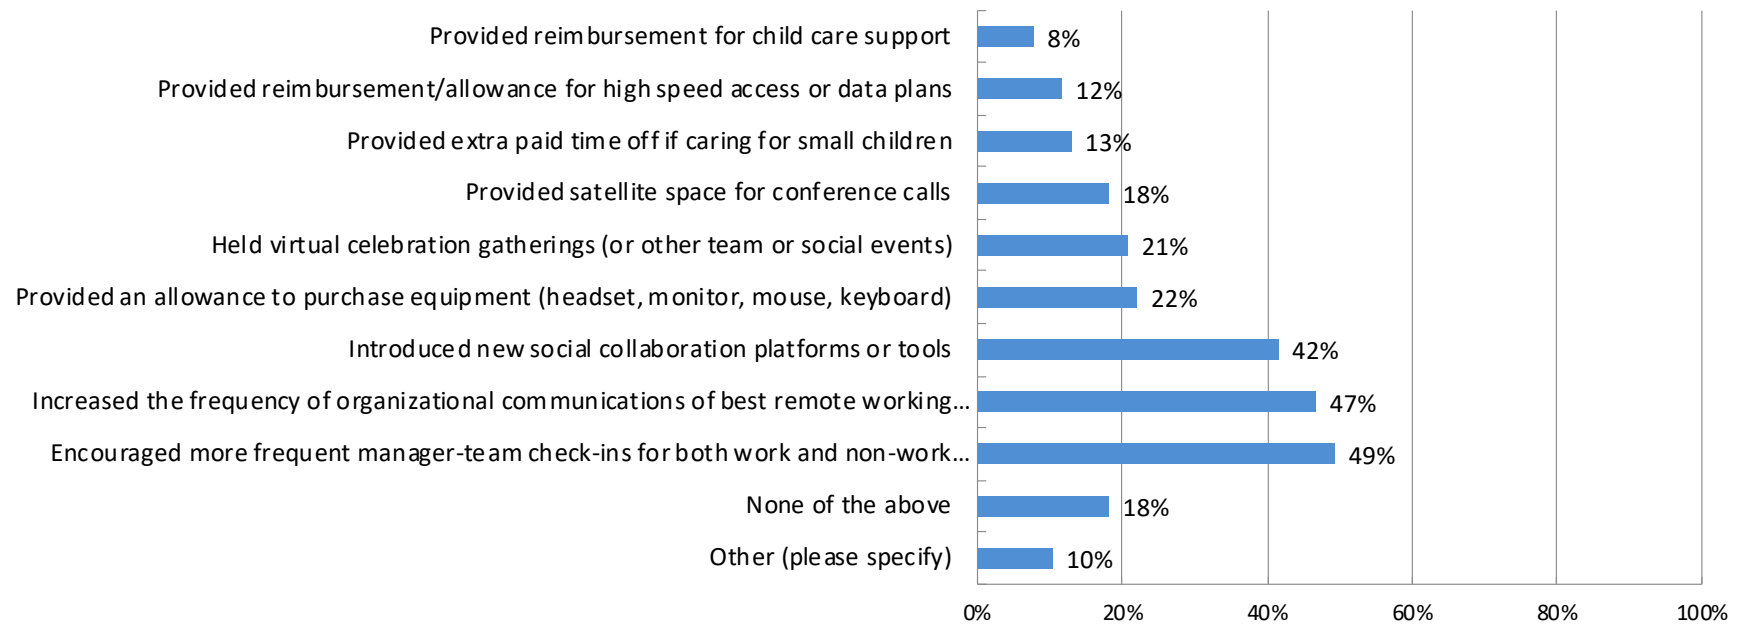 Provided reimbursement for child care support 8%
Provided reimbursement/allowance for high speed access or data plans 12%
Provided extra paid time off if caring for small children 13%
Provided satellite space for conference calls 18%
Held virtual celebration gatherings (or other team or social events) 21%
Provided an allowance to purchase equipment (headset, monitor, mouse, keyboard) 22%
Introduced new social collaboration platforms or tools 42%
Increased the frequency of organizational communications of best remote working... 47%
Encouraged more frequent manager-team check-ins for both work and non-work... 49%
None of the above 18%
Other (please specify) 10%
0% 20% 40% 60% 80% 100%